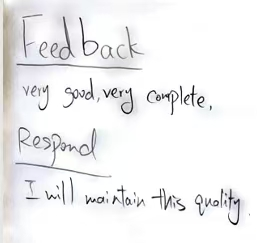 Feedback
very good, very complete,
Respond
I will maintain this quality.